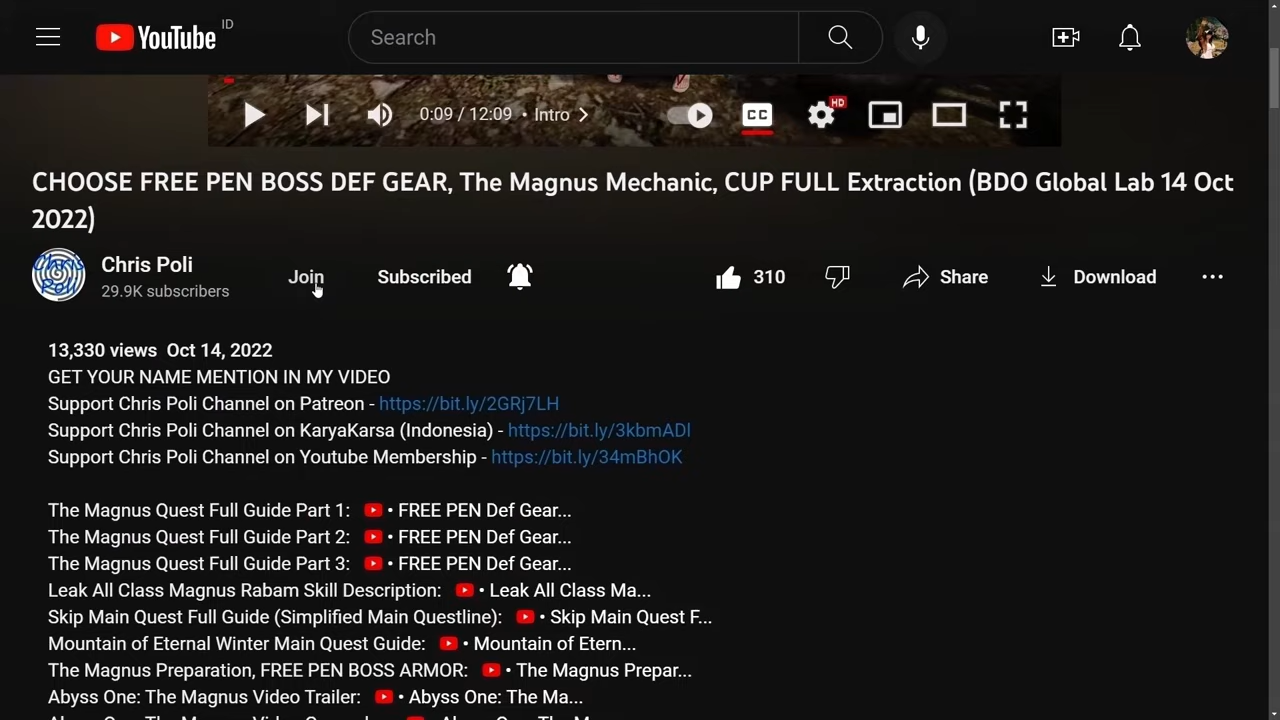 YouTube ID
Search
0:09 / 12:09 • Intro
CC
HD
CHOOSE FREE PEN BOSS DEF GEAR, The Magnus Mechanic, CUP FULL Extraction (BDO Global Lab 14 Oct
2022)
Chris Poli
Chris Poli
29.9K subscribers
Join
Subscribed
310
Share
Download
13,330 views Oct 14, 2022
GET YOUR NAME MENTION IN MY VIDEO
Support Chris Poli Channel on Patreon - https://bit.ly/2GRj7LH
Support Chris Poli Channel on KaryaKarsa (Indonesia) - https://bit.ly/3kbmADl
Support Chris Poli Channel on Youtube Membership - https://bit.ly/34mBhOK
The Magnus Quest Full Guide Part 1: • FREE PEN Def Gear...
The Magnus Quest Full Guide Part 2: • FREE PEN Def Gear...
The Magnus Quest Full Guide Part 3: • FREE PEN Def Gear...
Leak All Class Magnus Rabam Skill Description: • Leak All Class Ma...
Skip Main Quest Full Guide (Simplified Main Questline): • Skip Main Quest F...
Mountain of Eternal Winter Main Quest Guide: • Mountain of Etern...
The Magnus Preparation, FREE PEN BOSS ARMOR: • The Magnus Prepar...
Abyss One: The Magnus Video Trailer: • Abyss One: The Ma...